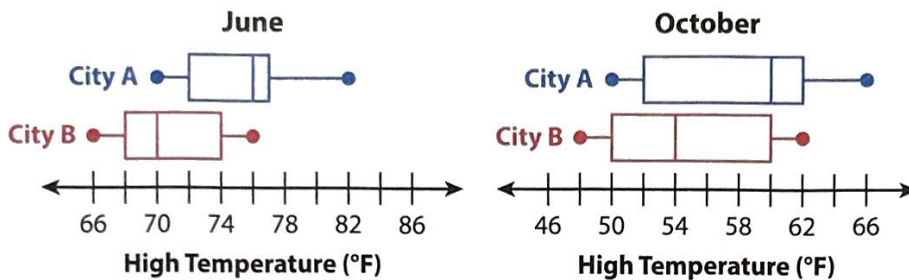 June
City A
City B
66 70 74 78 82 86
High Temperature (°F)
October
City A
City B
46 50 54 58 62 66
High Temperature (°F)